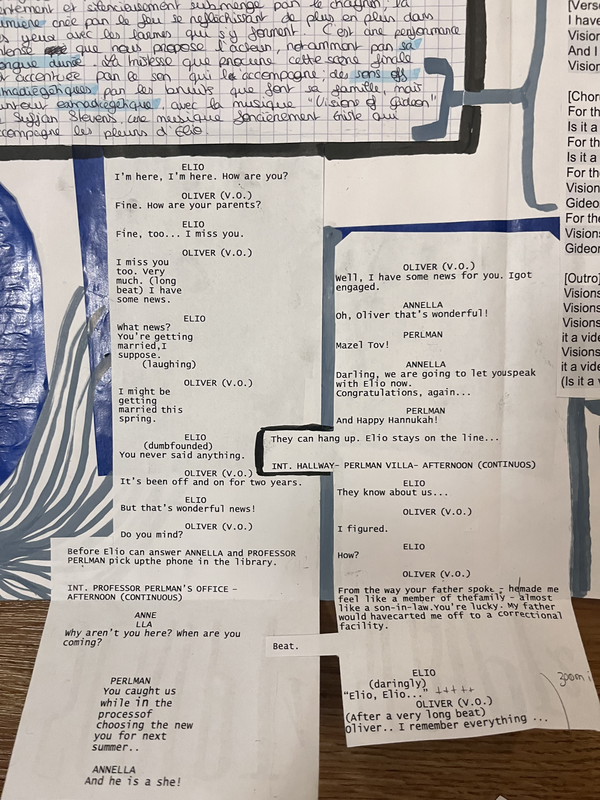 silencieusement submergé par le chagrin, la
lumière créée par le feu se réfléchissant de plus en plus dans
yeux avec les larmes qui s'y forment. C'est une performance
que nous propose l'acteur, notamment par sa
longue durée. La tristesse que procure cette scène finale
accentuée par le son qui l'accompagne; des sons off
par les bruits que font sa famille, mais
extradiégétique avec la musique "Visions of Gideon"
Sufjan Stevens, une musique foncièrement triste qui
accompagne les pleurs d'Elio.
ELIO
I'm here, I'm here. How are you?
OLIVER (V.O.)
Fine. How are your parents?
ELIO
Fine, too... I miss you.
OLIVER (V.O.)
I miss you
too. Very
much. (long
beat) I have
some news.
ELIO
What news?
You're getting
married,I
suppose.
(laughing)
OLIVER (V.O.)
I might be
getting
married this
spring.
ELIO
(dumbfounded)
You never said anything.
OLIVER (V.O.)
It's been off and on for two years.
ELIO
But that's wonderful news!
OLIVER (V.O.)
Do you mind?
Before Elio can answer ANNELLA and PROFESSOR
PERLMAN pick upthe phone in the library.
INT. PROFESSOR PERLMAN'S OFFICE -
AFTERNOON (CONTINUOUS)
ANNE
LLA
Why aren't you here? When are you
coming?
PERLMAN
You caught us
while in the
processof
choosing the new
you for next
summer..
ANNELLA
And he is a she!
Beat.
OLIVER (V.O.)
Well, I have some news for you. Igot
engaged.
ANNELLA
Oh, Oliver that's wonderful!
PERLMAN
Mazel Tov!
ANNELLA
Darling, we are going to let youspeak
with Elio now.
Congratulations, again...
PERLMAN
And Happy Hannukah!
They can hang up. Elio stays on the line...
INT. HALLWAY- PERLMAN VILLA- AFTERNOON (CONTINUOS)
ELIO
They know about us...
OLIVER (V.O.)
I figured.
ELIO
How?
OLIVER (V.O.)
From the way your father spoke - hemade me
feel like a member of thefamily - almost
like a son-in-law.You're lucky. My father
would havecarted me off to a correctional
facility.
ELIO
(daringly)
"Elio, Elio..." +++++
OLIVER (V.O.)
(After a very long beat)
Oliver.. I remember everything ...
zoom
[Verse
I have
Vision
And I
Vision
[Chor
For th
Is it a
For th
Is it a
For the
Vision
Gideo
For the
Vision
Gideon
[Outro]
Visions
Visions
Visions
it a vide
Visions
it a vide
(Is it a v